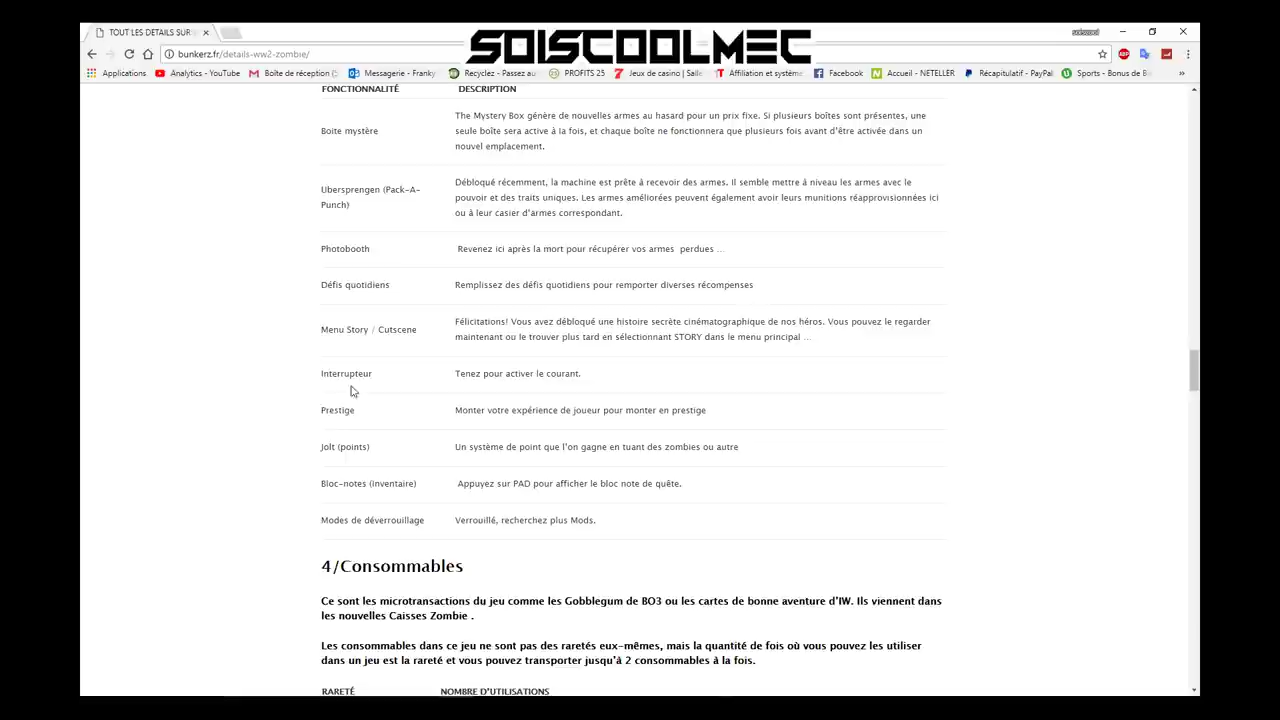 TOUT LES DETAILS SUR
SOISCOOLMEC
soiscool
bunkerz.fr/details-ww2-zombie/
Applications
Analytics - YouTube
Boîte de réception (
Messagerie - Franky
Recyclez - Passez au
PROFITS 25
Jeux de casino | Salle
Affiliation et système
Facebook
Accueil - NETELLER
Récapitulatif - PayPal
Sports - Bonus de B
FONCTIONNALITÉ DESCRIPTION
Boite mystère
The Mystery Box génère de nouvelles armes au hasard pour un prix fixe. Si plusieurs boîtes sont présentes, une
seule boîte sera active à la fois, et chaque boîte ne fonctionnera que plusieurs fois avant d'être activée dans un
nouvel emplacement.
Ubersprengen (Pack-A-
Punch)
Débloqué récemment, la machine est prête à recevoir des armes. Il semble mettre à niveau les armes avec le
pouvoir et des traits uniques. Les armes améliorées peuvent également avoir leurs munitions réapprovisionnées ici
ou à leur casier d'armes correspondant.
Photobooth
Revenez ici après la mort pour récupérer vos armes perdues ...
Défis quotidiens
Remplissez des défis quotidiens pour remporter diverses récompenses
Menu Story / Cutscene
Félicitations! Vous avez débloqué une histoire secrète cinématographique de nos héros. Vous pouvez le regarder
maintenant ou le trouver plus tard en sélectionnant STORY dans le menu principal ...
Interrupteur
Tenez pour activer le courant.
Prestige
Monter votre expérience de joueur pour monter en prestige
Jolt (points)
Un système de point que l'on gagne en tuant des zombies ou autre
Bloc-notes (Inventaire)
Appuyez sur PAD pour afficher le bloc note de quête.
Modes de déverrouillage
Verrouillé, recherchez plus Mods.
4/Consommables
Ce sont les microtransactions du jeu comme les Gobblegum de BO3 ou les cartes de bonne aventure d'IW. Ils viennent dans
les nouvelles Caisses Zombie .
Les consommables dans ce jeu ne sont pas des raretés eux-mêmes, mais la quantité de fois où vous pouvez les utiliser
dans un jeu est la rareté et vous pouvez transporter jusqu'à 2 consommables à la fois.
RARETÉ NOMBRE D'UTILISATIONS